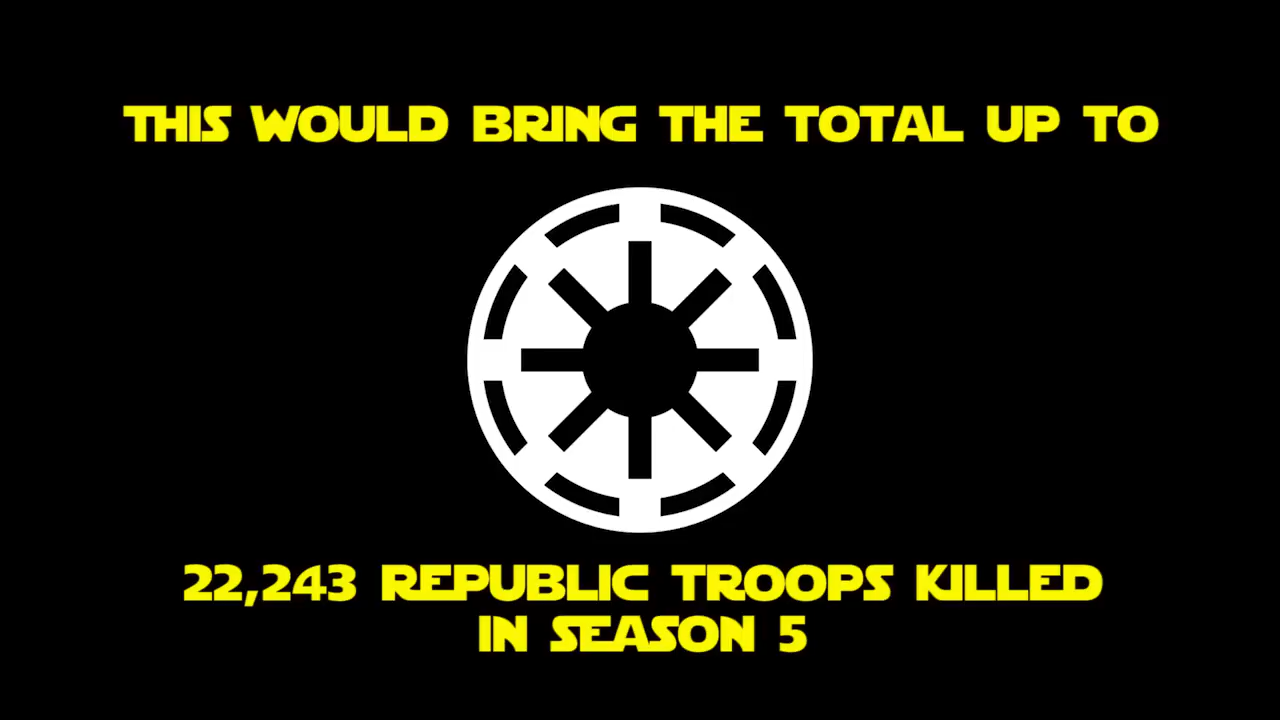 THIS WOULD BRING THE TOTAL UP TO
22,243 REPUBLIC TROOPS KILLED
IN SEASON 5